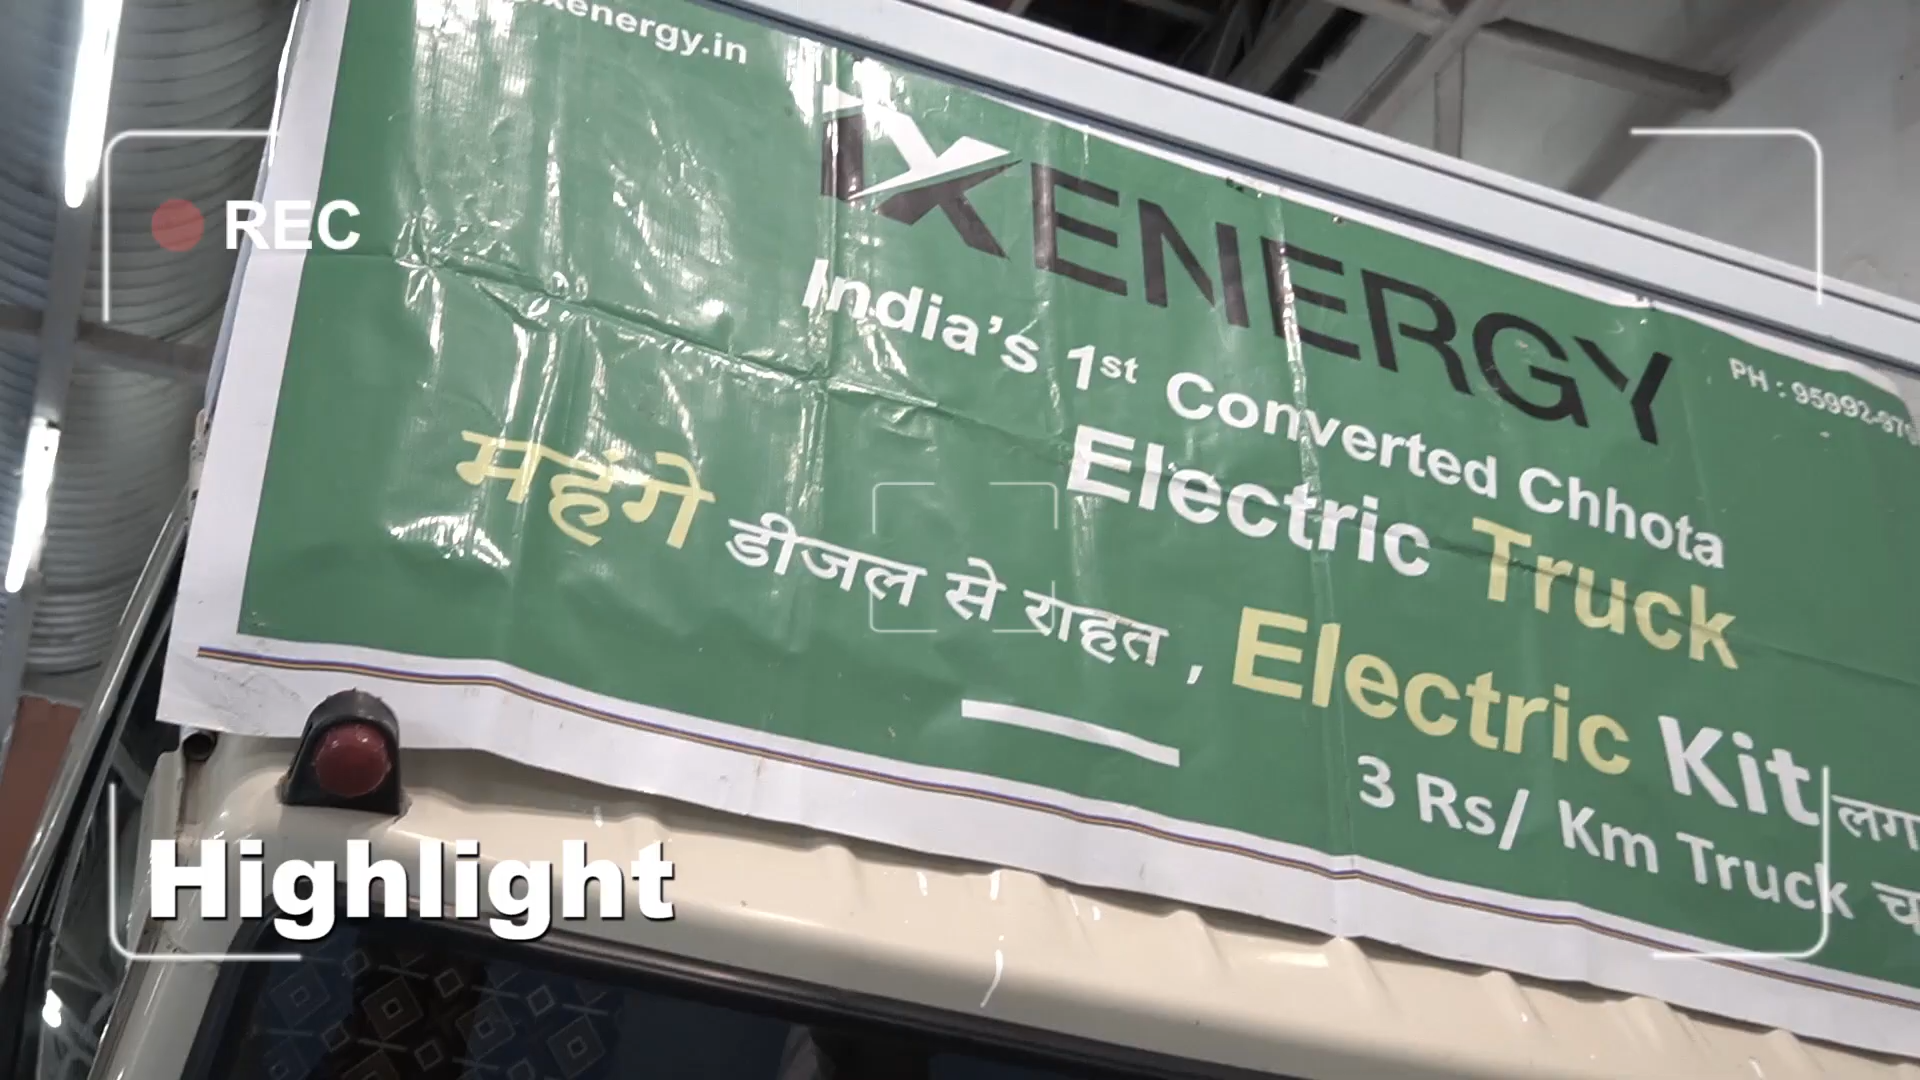 xenergy.in
IXENERGY
PH : 95992-97
REC
India's 1st Converted Chhota
Electric Truck
महंगे डीजल से राहत , Electric Kit
3 Rs/ Km Truck
Highlight